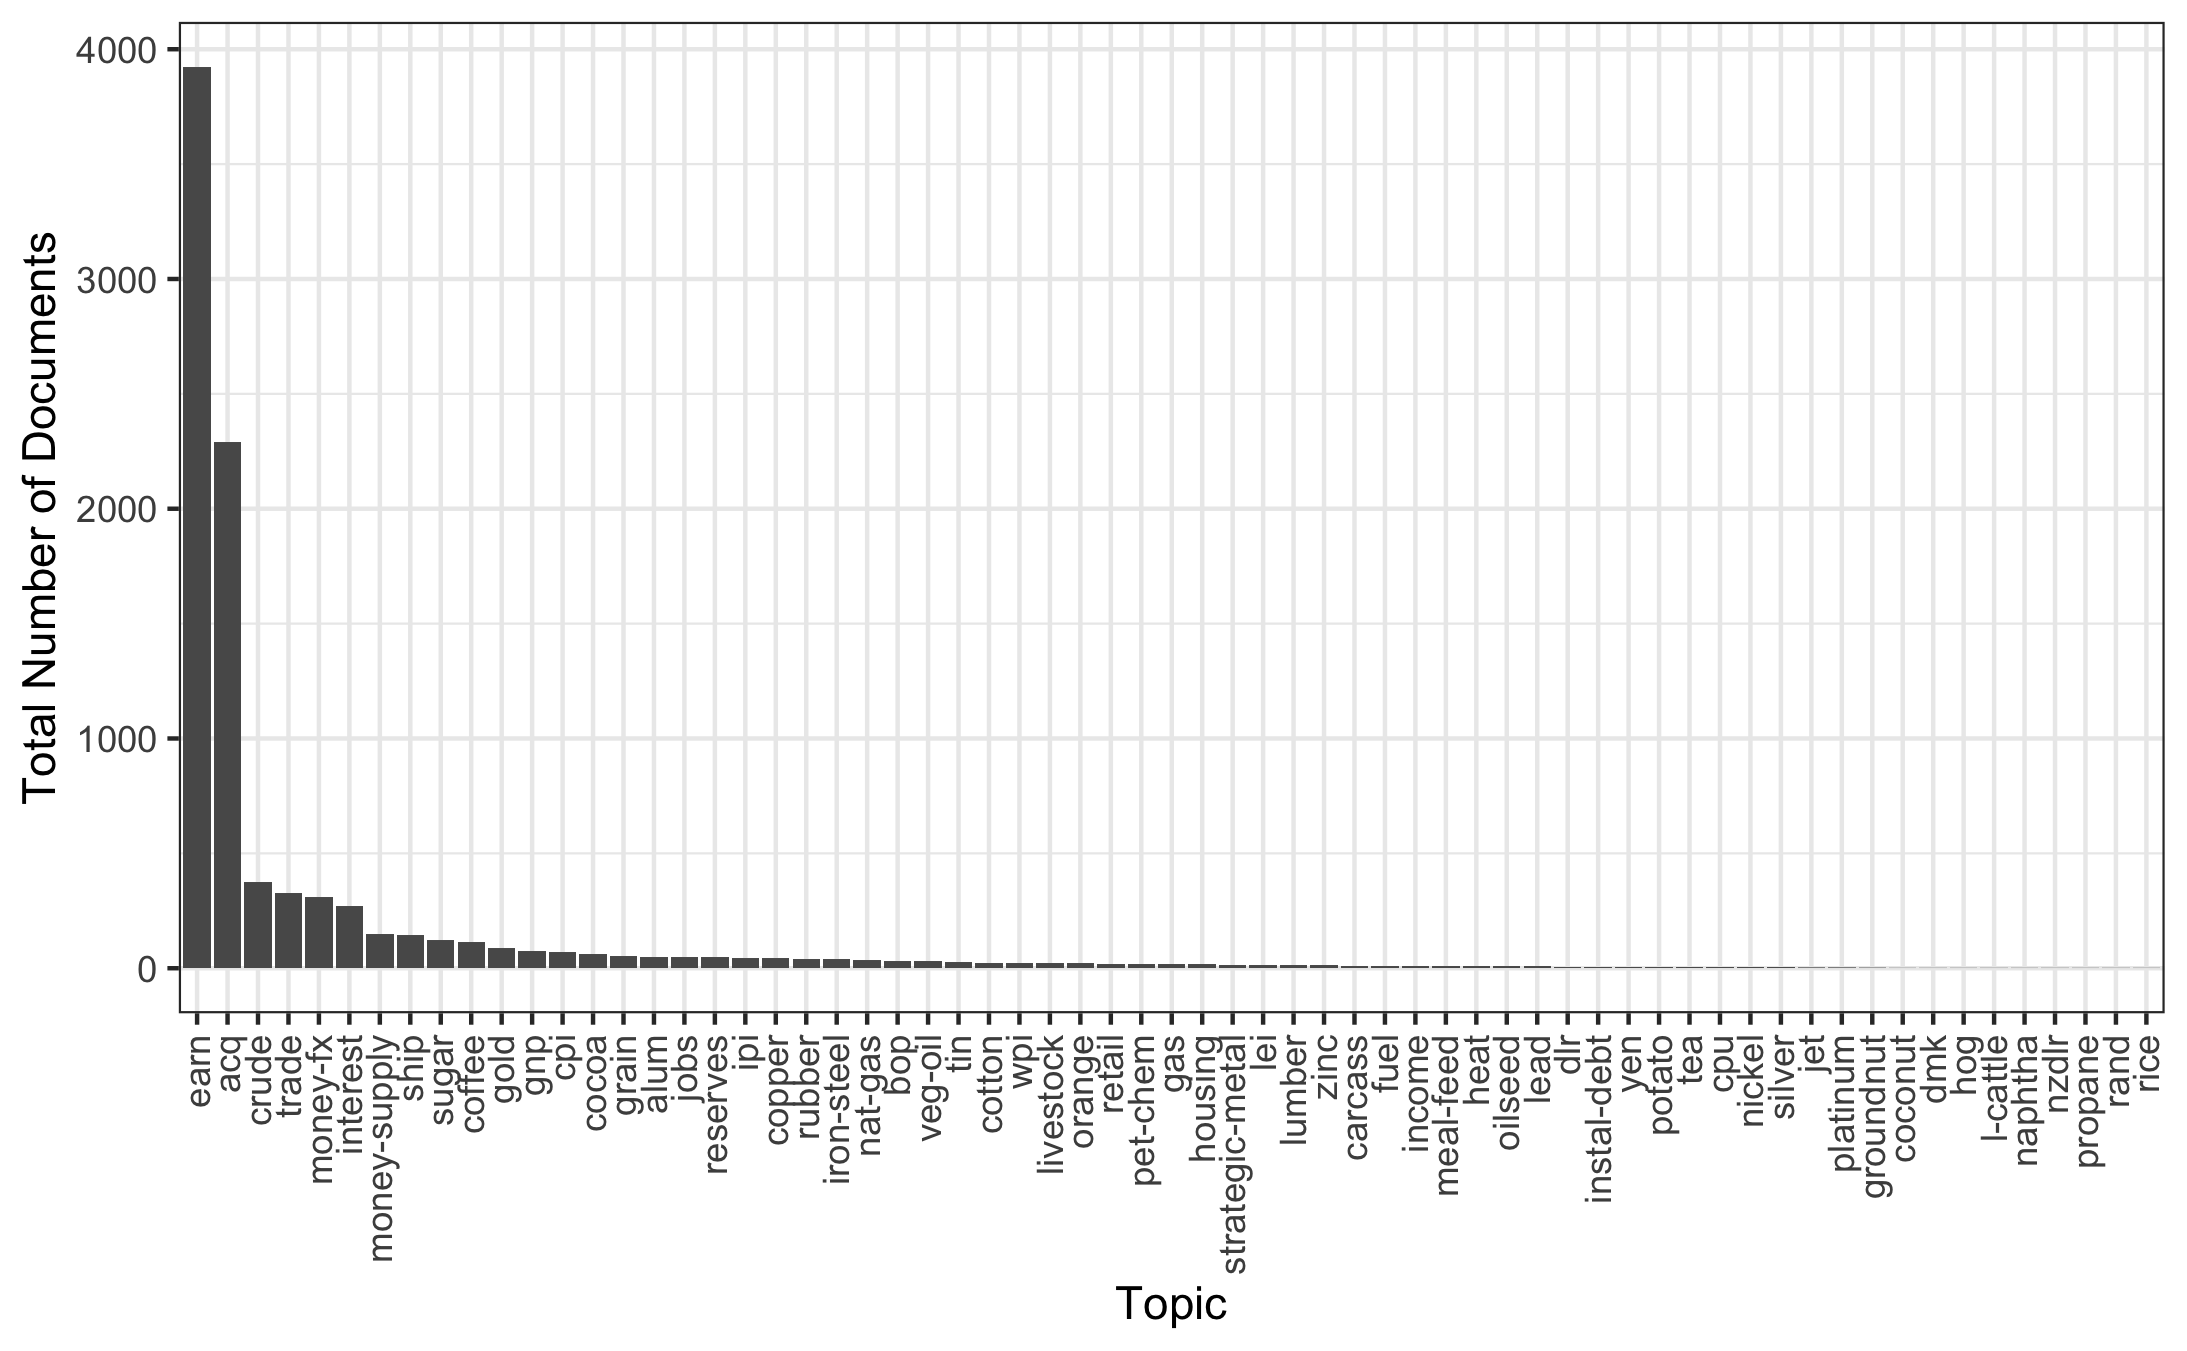 Total Number of Documents
4000
3000
2000
1000
0
earn
acq
crude
trade
money-fx
interest
money-supply
ship
sugar
coffee
gold
gnp
cpi
cocoa
grain
alum
jobs
reserves
ipi
copper
rubber
iron-steel
nat-gas
bop
veg-oil
tin
cotton
wpi
livestock
orange
retail
pet-chem
gas
housing
strategic-metal
lei
lumber
zinc
carcass
fuel
income
meal-feed
heat
oilseed
lead
dlr
instal-debt
yen
potato
tea
cpu
nickel
silver
jet
platinum
groundnut
coconut
dmk
hog
l-cattle
naphtha
nzdlr
propane
rand
rice
Topic